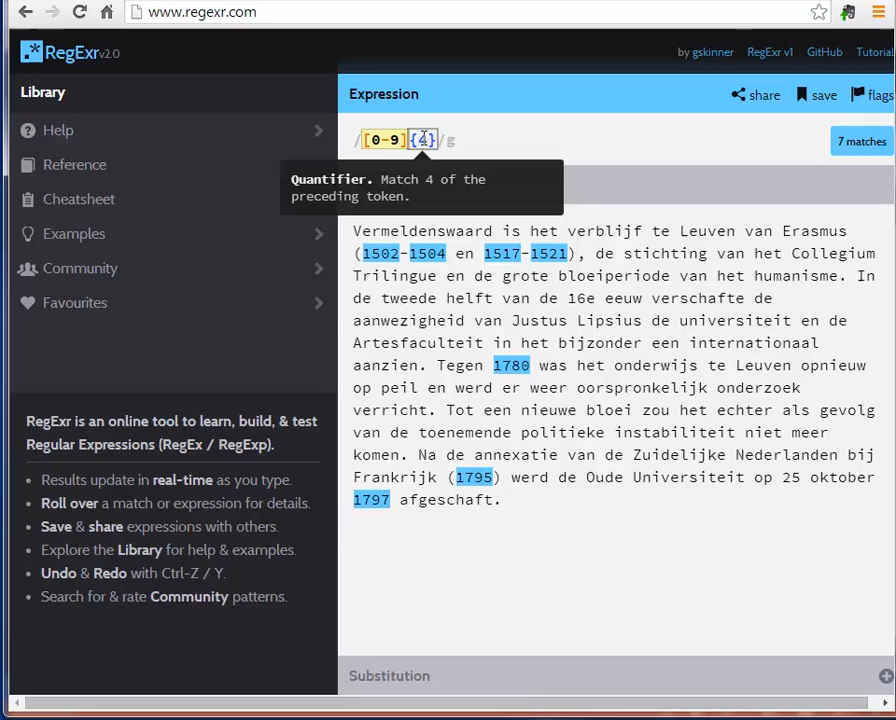 www.regexr.com
RegExr v2.0
by gskinner RegExr v1 GitHub Tutorial
Library
Help
Reference
Cheatsheet
Examples
Community
Favourites
RegExr is an online tool to learn, build, & test
Regular Expressions (RegEx / RegExp).
Results update in real-time as you type.
Roll over a match or expression for details.
Save & share expressions with others.
Explore the Library for help & examples.
Undo & Redo with Ctrl-Z / Y.
Search for & rate Community patterns.
Expression
share save flags
/[0-9]{4}/g
7 matches
Quantifier. Match 4 of the
preceding token.
Vermeldenswaard is het verblijf te Leuven van Erasmus
(1502-1504 en 1517-1521), de stichting van het Collegium
Trilingue en de grote bloeiperiode van het humanisme. In
de tweede helft van de 16e eeuw verschafte de
aanwezigheid van Justus Lipsius de universiteit en de
Artesfaculteit in het bijzonder een internationaal
aanzien. Tegen 1780 was het onderwijs te Leuven opnieuw
op peil en werd er weer oorspronkelijk onderzoek
verricht. Tot een nieuwe bloei zou het echter als gevolg
van de toenemende politieke instabiliteit niet meer
komen. Na de annexatie van de Zuidelijke Nederlanden bij
Frankrijk (1795) werd de Oude Universiteit op 25 oktober
1797 afgeschaft.
Substitution